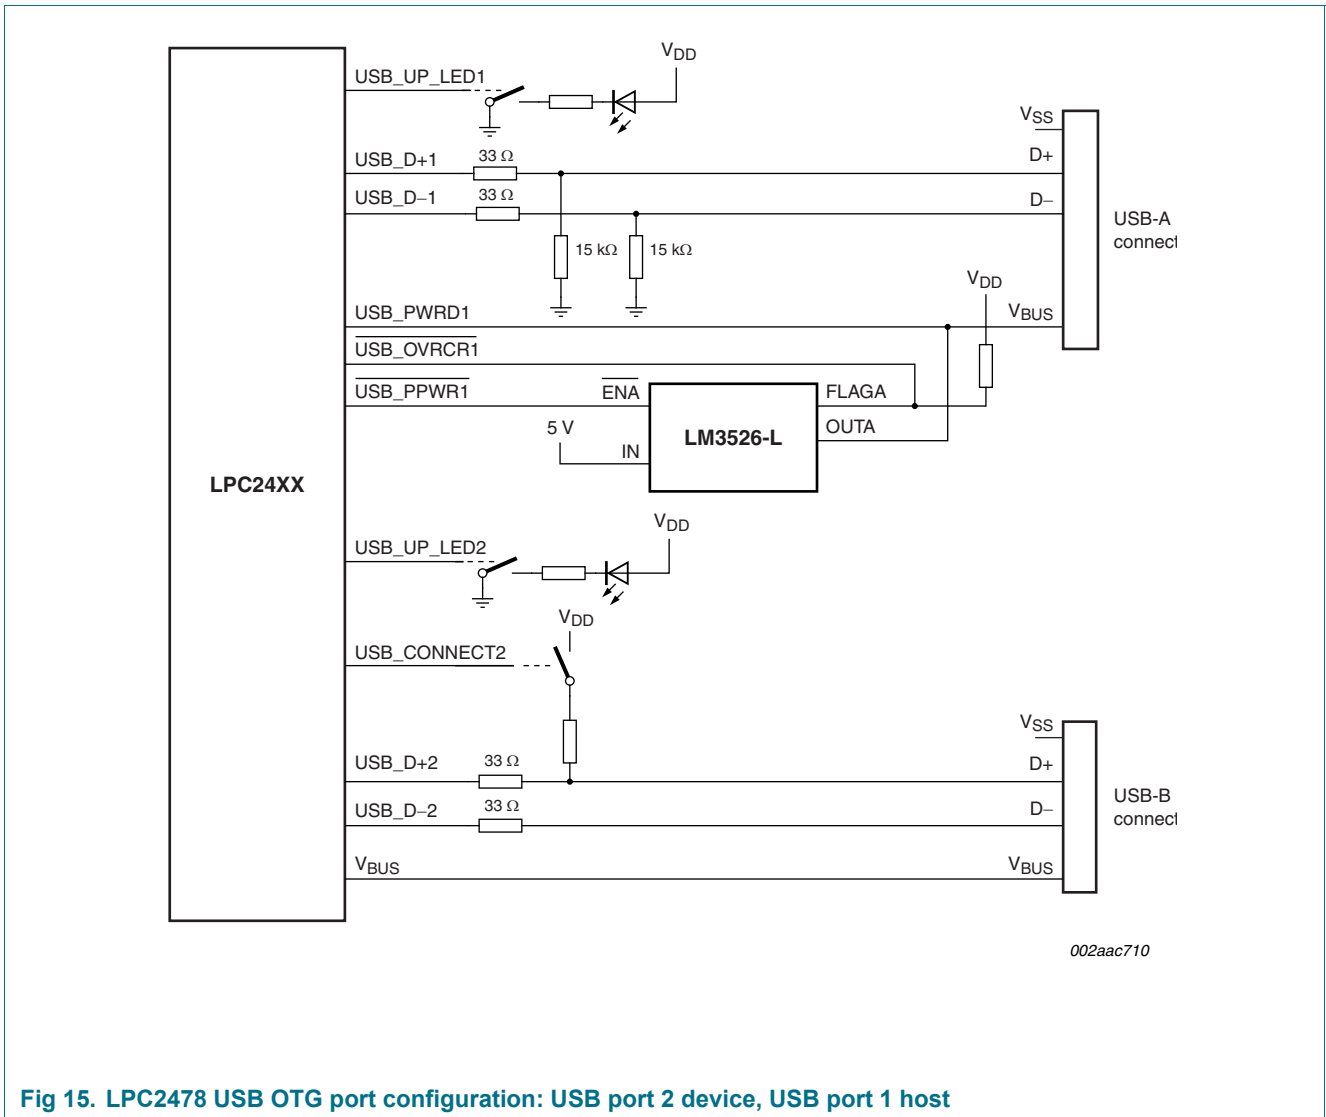 USB_UP_LED1
VDD
VSS
USB_D+1
33 Ω
D+
USB_D−1
33 Ω
D−
USB-A
connect
15 kΩ
15 kΩ
VDD
USB_PWRD1
VBUS
USB_OVRCR1
USB_PPWR1
ENA
FLAGA
5 V
IN
LM3526-L
OUTA
LPC24XX
VDD
USB_UP_LED2
VDD
USB_CONNECT2
VSS
USB_D+2
33 Ω
D+
USB-B
connect
USB_D−2
33 Ω
D−
VBUS
VBUS
002aac710
Fig 15. LPC2478 USB OTG port configuration: USB port 2 device, USB port 1 host